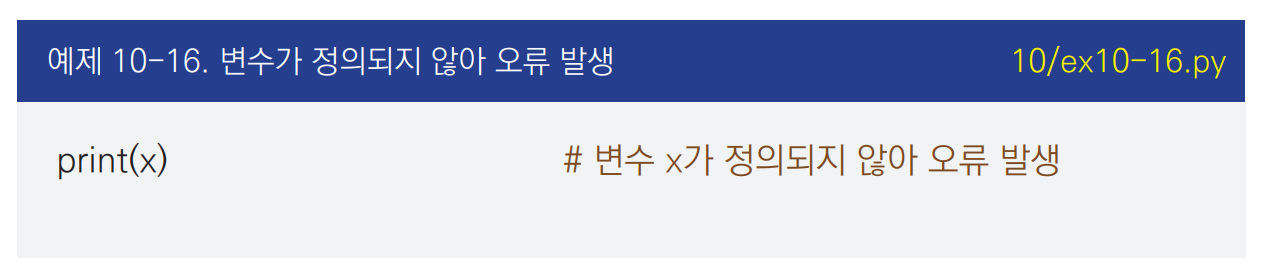 예제 10-16. 변수가 정의되지 않아 오류 발생 10/ex10-16.py
print(x) # 변수 x가 정의되지 않아 오류 발생